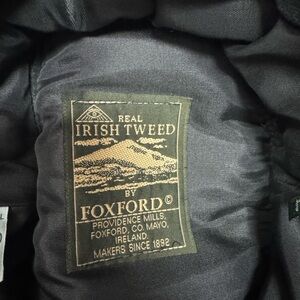 REAL
IRISH TWEED
BY
FOXFORD©
PROVIDENCE MILLS,
FOXFORD, CO. MAYO,
IRELAND.
MAKERS SINCE 1892